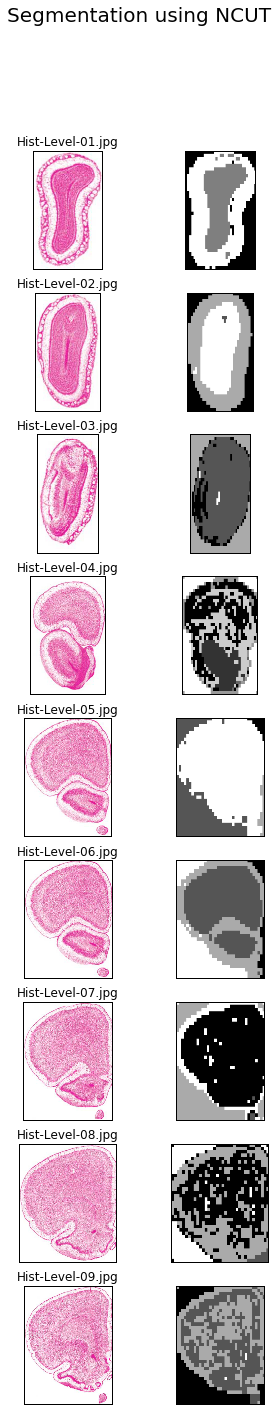 Segmentation using NCUT
Hist-Level-01.jpg
Hist-Level-02.jpg
Hist-Level-03.jpg
Hist-Level-04.jpg
Hist-Level-05.jpg
Hist-Level-06.jpg
Hist-Level-07.jpg
Hist-Level-08.jpg
Hist-Level-09.jpg